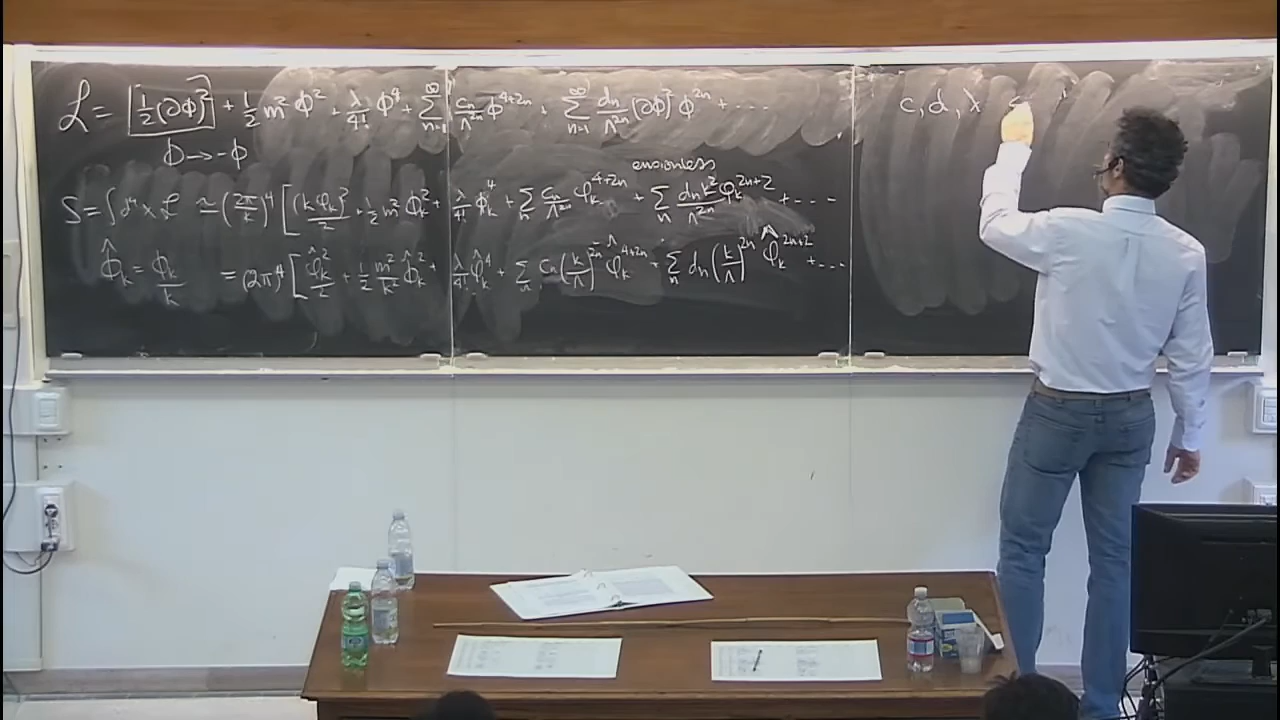 ℒ = [½(∂Φ)²] + ½ m² Φ² + λ/4! Φ⁴ + Σ_{n=1}^∞ c_n/Λ^{2n} Φ^{4+2n} + Σ_{n=1}^∞ d_n/Λ^{2n} (∂Φ)² Φ^{2n} + ...
Φ → -Φ
ensionless
S = ∫d⁴x ℒ ≃ (2π/k)⁴ [(kφ_k)²/2 + ½ m² φ_k² + λ/4! φ_k⁴ + Σ_n c_n/Λ^{2n} φ_k^{4+2n} + Σ_n d_n k²/Λ^{2n} φ_k^{2n+2} + ...
φ̂_k = φ_k/k = (2π)⁴ [φ̂_k²/2 + ½ m²/k² φ̂_k² + λ/4! φ̂_k⁴ + Σ_n c_n (k/Λ)^{2n} φ̂_k^{4+2n} + Σ_n d_n (k/Λ)^{2n} φ̂_k^{2n+2} + ...
c, d, λ